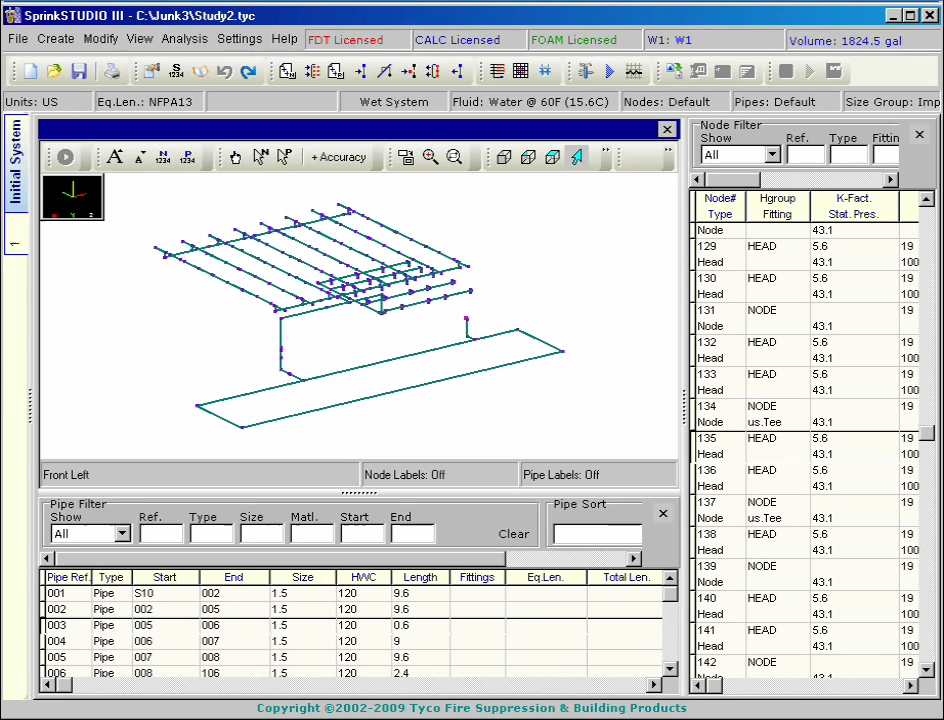 SprinkSTUDIO III - C:\Junk3\Study2.tyc
File Create Modify View Analysis Settings Help FDT Licensed CALC Licensed FOAM Licensed W1: W1 Volume: 1824.5 gal
Units: US Eq.Len.: NFPA13 Wet System Fluid: Water @ 60F (15.6C) Nodes: Default Pipes: Default Size Group: Imp
Initial System
1
A A N 1234 P 1234 N P +Accuracy
Front Left Node Labels: Off Pipe Labels: Off
Pipe Filter
Show Ref. Type Size Matl. Start End
All Clear
Pipe Sort
Pipe Ref. Type Start End Size HWC Length Fittings Eq.Len. Total Len.
001 Pipe S10 002 1.5 120 9.6
002 Pipe 002 005 1.5 120 9.6
003 Pipe 005 006 1.5 120 0.6
004 Pipe 006 007 1.5 120 9
005 Pipe 007 008 1.5 120 9.6
006 Pipe 008 106 1.5 120 2.4
Node Filter
Show Ref. Type Fittin
All
Node# Hgroup K-Fact.
Type Fitting Stat. Pres.
Node 43.1
129 HEAD 5.6 19
Head 43.1 100
130 HEAD 5.6 19
Head 43.1 100
131 NODE
Node 43.1
132 HEAD 5.6 19
Head 43.1 100
133 HEAD 5.6 19
Head 43.1 100
134 NODE 19
Node us.Tee 43.1
135 HEAD 5.6 19
Head 43.1 100
136 HEAD 5.6 19
Head 43.1 100
137 NODE 19
Node us.Tee 43.1
138 HEAD 5.6 19
Head 43.1 100
139 NODE 19
Node 43.1
140 HEAD 5.6 19
Head 43.1 100
141 HEAD 5.6 19
Head 43.1 100
142 NODE 19
Node 43.1
Copyright ©2002-2009 Tyco Fire Suppression & Building Products